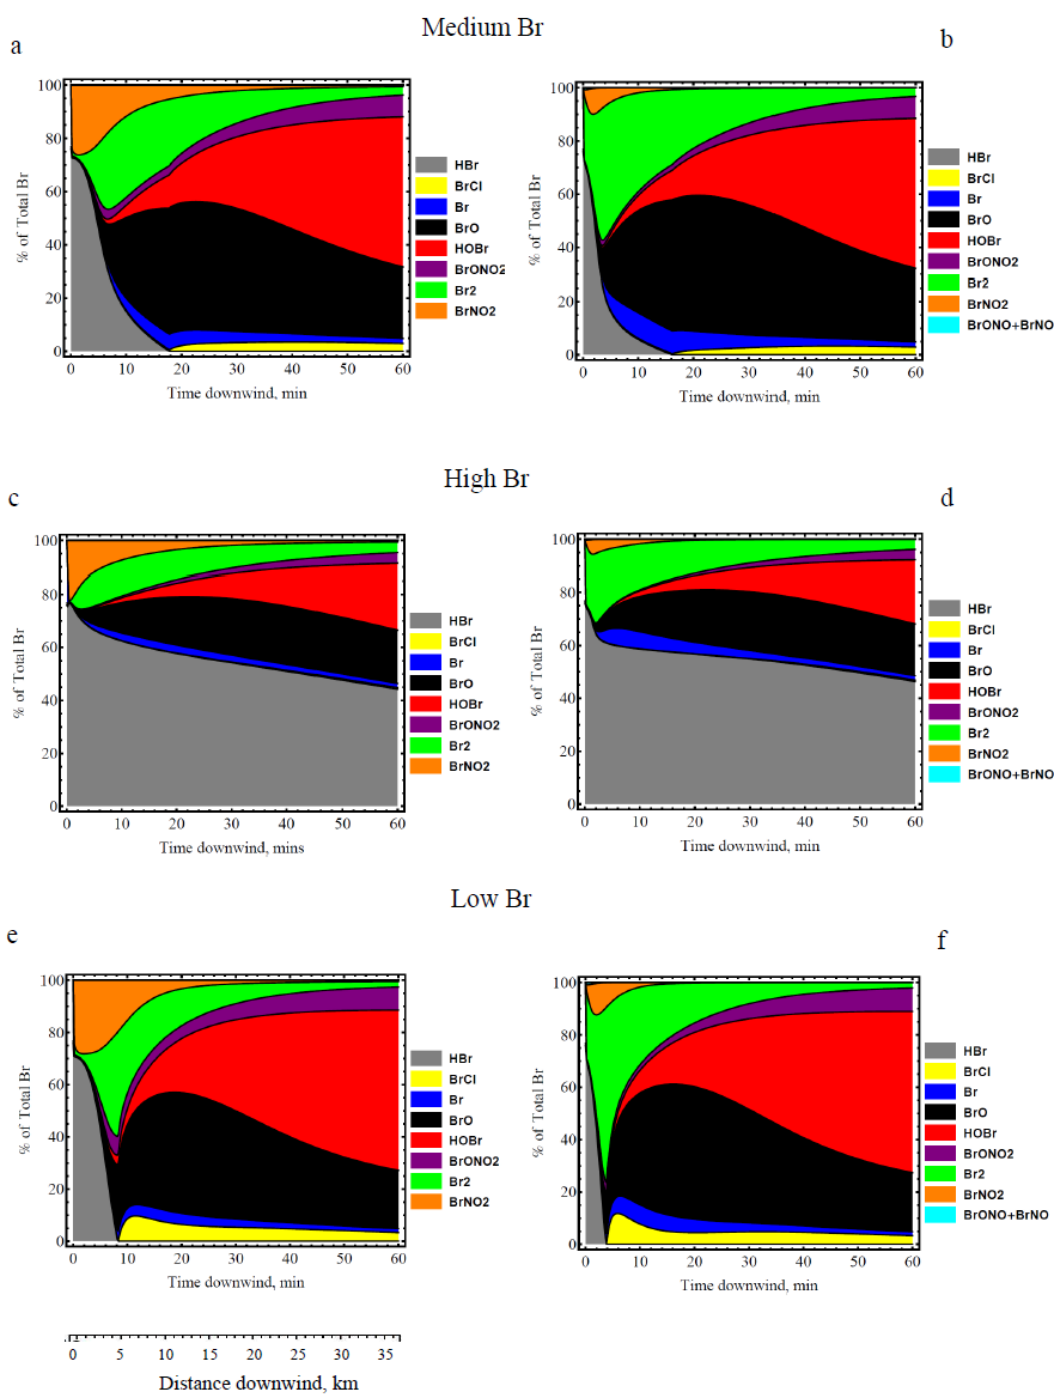 Medium Br
a
b
100
80
60
40
20
0
% of Total Br
0 10 20 30 40 50 60
Time downwind, min
HBr
BrCl
Br
BrO
HOBr
BrONO2
Br2
BrNO2
100
80
60
40
20
0
% of Total Br
0 10 20 30 40 50 60
Time downwind, min
HBr
BrCl
Br
BrO
HOBr
BrONO2
Br2
BrNO2
BrONO+BrNO
High Br
c
d
100
80
60
40
20
0
% of Total Br
0 10 20 30 40 50 60
Time downwind, mins
HBr
BrCl
Br
BrO
HOBr
BrONO2
Br2
BrNO2
100
80
60
40
20
0
% of Total Br
0 10 20 30 40 50 60
Time downwind, min
HBr
BrCl
Br
BrO
HOBr
BrONO2
Br2
BrNO2
BrONO+BrNO
Low Br
e
f
100
80
60
40
20
0
% of Total Br
0 10 20 30 40 50 60
Time downwind, min
HBr
BrCl
Br
BrO
HOBr
BrONO2
Br2
BrNO2
100
80
60
40
20
0
% of Total Br
0 10 20 30 40 50 60
Time downwind, min
HBr
BrCl
Br
BrO
HOBr
BrONO2
Br2
BrNO2
BrONO+BrNO
0 5 10 15 20 25 30 35
Distance downwind, km